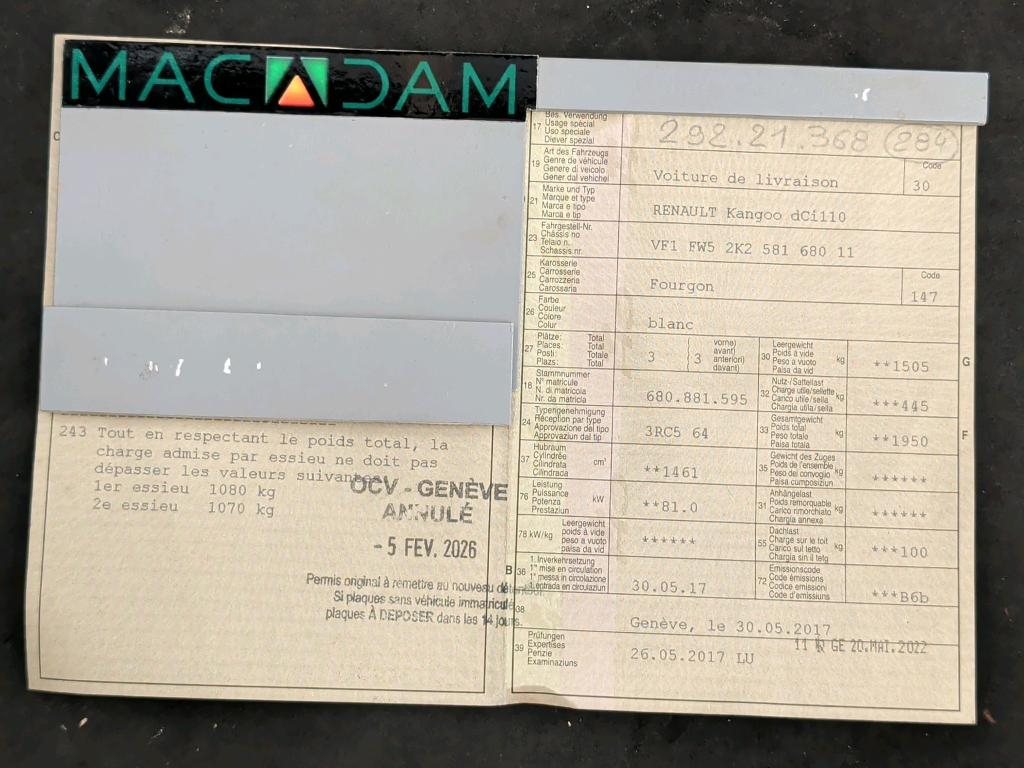 MACADAM
17 Bes. Verwendung
Usage spécial
Uso speciale
Diever spezial
292.21.368 (284)
19 Art des Fahrzeugs
Genre de véhicule
Genere di veicolo
Gener dal vehichel
Voiture de livraison
Code
30
21 Marke und Typ
Marque et type
Marca e tipo
Marca e tip
RENAULT Kangoo dCi110
23 Fahrgestell-Nr.
Châssis no
Telaio n.
Schassis nr.
VF1 FW5 2K2 581 680 11
25 Karosserie
Carrosserie
Carrozzeria
Carossaria
Fourgon
Code
147
26 Farbe
Couleur
Colore
Colur
blanc
27 Plätze: Total
Places: Total
Posti: Totale
Plazs: Total
3
3
vorne)
avant)
anteriori)
davant)
30 Leergewicht
Poids à vide
Peso a vuoto
Paisa da vid
kg
**1505
G
18 Stammnummer
N° matricule
N. di matricola
Nr. da matricla
680.881.595
32 Nutz-/Sattellast
Charge utile/sellette
Carico utile/sella
Chargia utila/sella
kg
***445
24 Typengenehmigung
Réception par type
Approvazione del tipo
Approvaziun dal tip
3RC5 64
33 Gesamtgewicht
Poids total
Peso totale
Paisa totala
kg
**1950
F
37 Hubraum
Cylindrée
Cilindrata
Cilindrada
cm³
**1461
35 Gewicht des Zuges
Poids de l'ensemble
Peso del convoglio
Paisa cumposiziun
kg
******
76 Leistung
Puissance
Potenza
Prestaziun
kW
**81.0
31 Anhängelast
Poids remorquable
Carico rimorchiato
Chargia annexa
kg
******
78 kW/kg
Leergewicht
poids à vide
peso a vuoto
paisa da vid
******
55 Dachlast
Charge sur le toit
Carico sul tetto
Chargia sin il tetg
kg
***100
B 36 1. Inverkehrsetzung
1re mise en circulation
1a messa in circolazione
1. entrada en circulaziun
30.05.17
72 Emissionscode
Code émissions
Codice emissioni
Code d'emissiuns
***B6b
38
Genève, le 30.05.2017
39 Prüfungen
Expertises
Perizie
Examinaziuns
26.05.2017 LU
GE 20.MAI.2022
243 Tout en respectant le poids total, la
charge admise par essieu ne doit pas
dépasser les valeurs suivantes
1er essieu 1080 kg
2e essieu 1070 kg
OCV - GENÈVE
ANNULÉ
- 5 FEV. 2026
Permis original à remettre au nouveau détenteur
Si plaques sans véhicule immatriculé
plaques À DEPOSER dans les 14 jours.